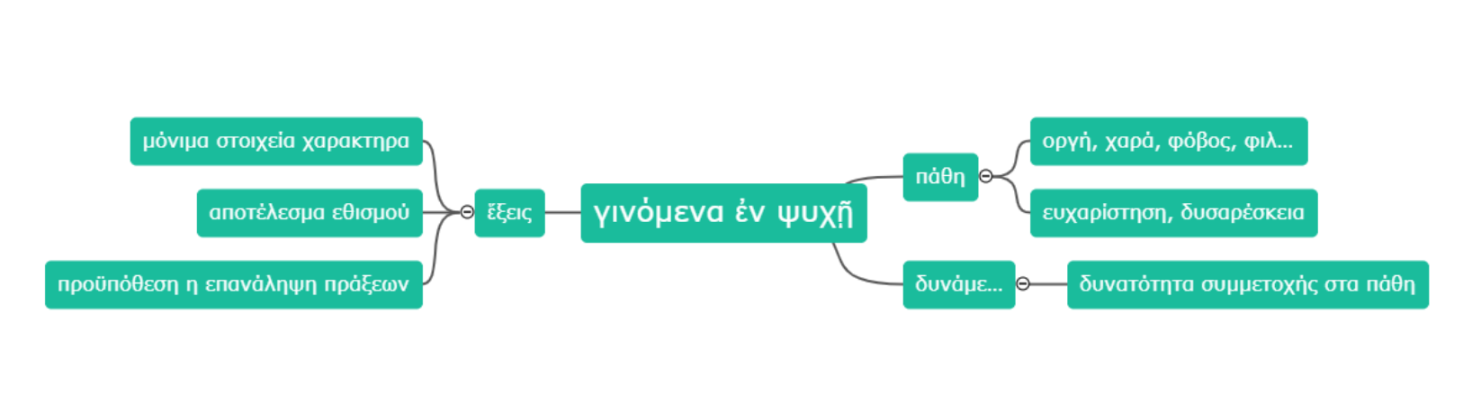 μόνιμα στοιχεία χαρακτηρα
αποτέλεσμα εθισμού
προϋπόθεση η επανάληψη πράξεων
ἕξεις
γινόμενα ἐν ψυχῇ
πάθη
οργή, χαρά, φόβος, φιλ...
ευχαρίστηση, δυσαρέσκεια
δυνάμε...
δυνατότητα συμμετοχής στα πάθη